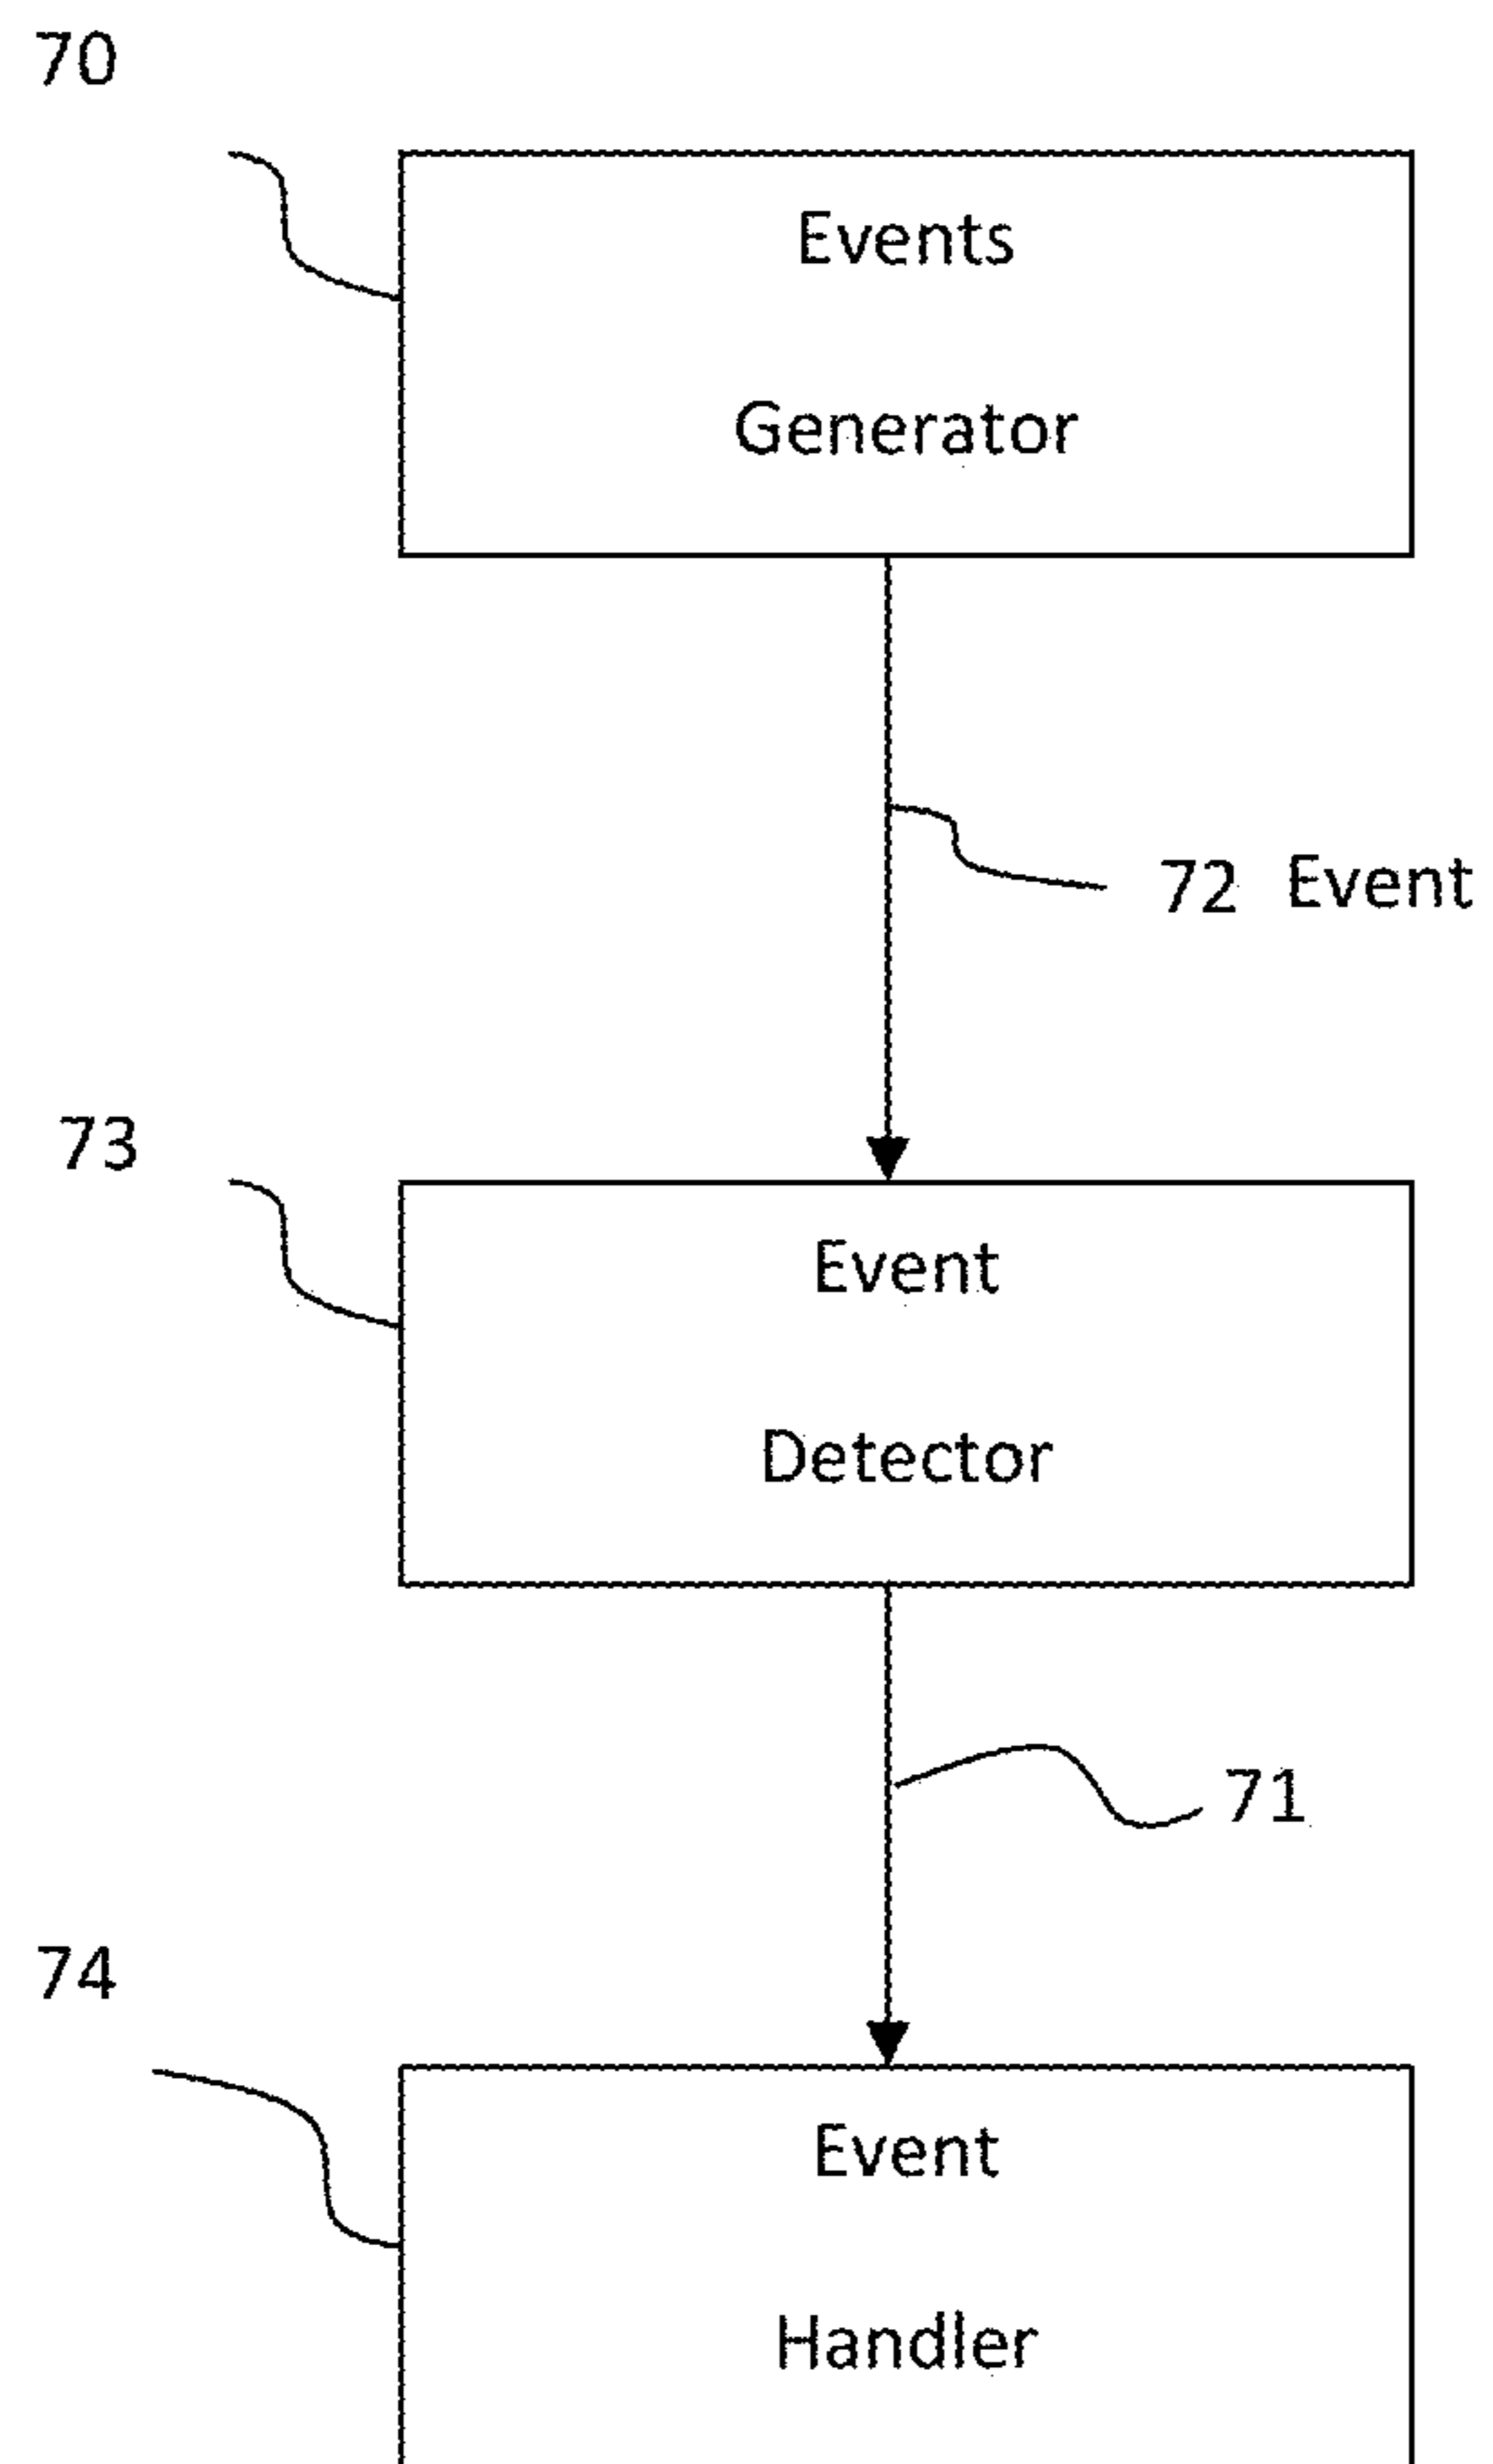 70
Events
Generator
72 Event
73
Event
Detector
71
74
Event
Handler